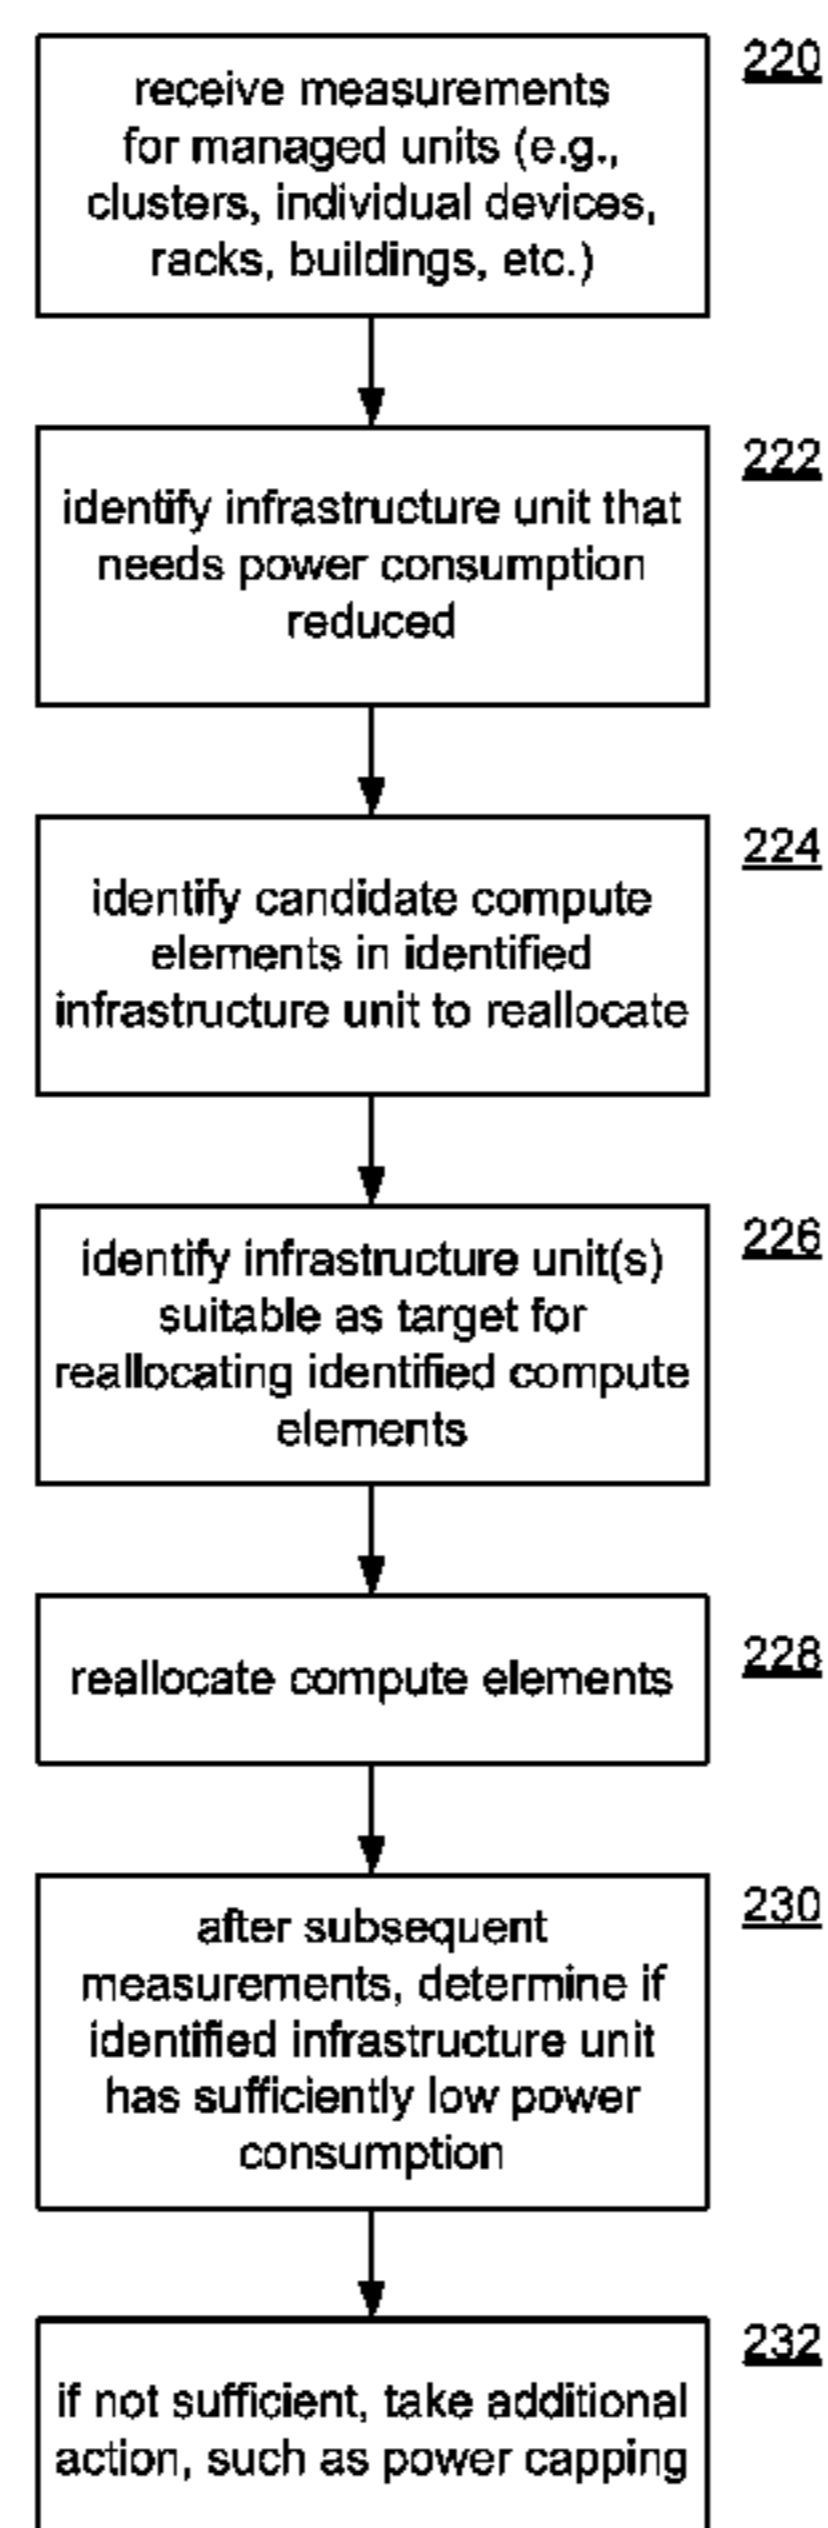 receive measurements
for managed units (e.g.,
clusters, individual devices,
racks, buildings, etc.)
220
identify infrastructure unit that
needs power consumption
reduced
222
identify candidate compute
elements in identified
infrastructure unit to reallocate
224
identify infrastructure unit(s)
suitable as target for
reallocating identified compute
elements
226
reallocate compute elements
228
after subsequent
measurements, determine if
identified infrastructure unit
has sufficiently low power
consumption
230
if not sufficient, take additional
action, such as power capping
232